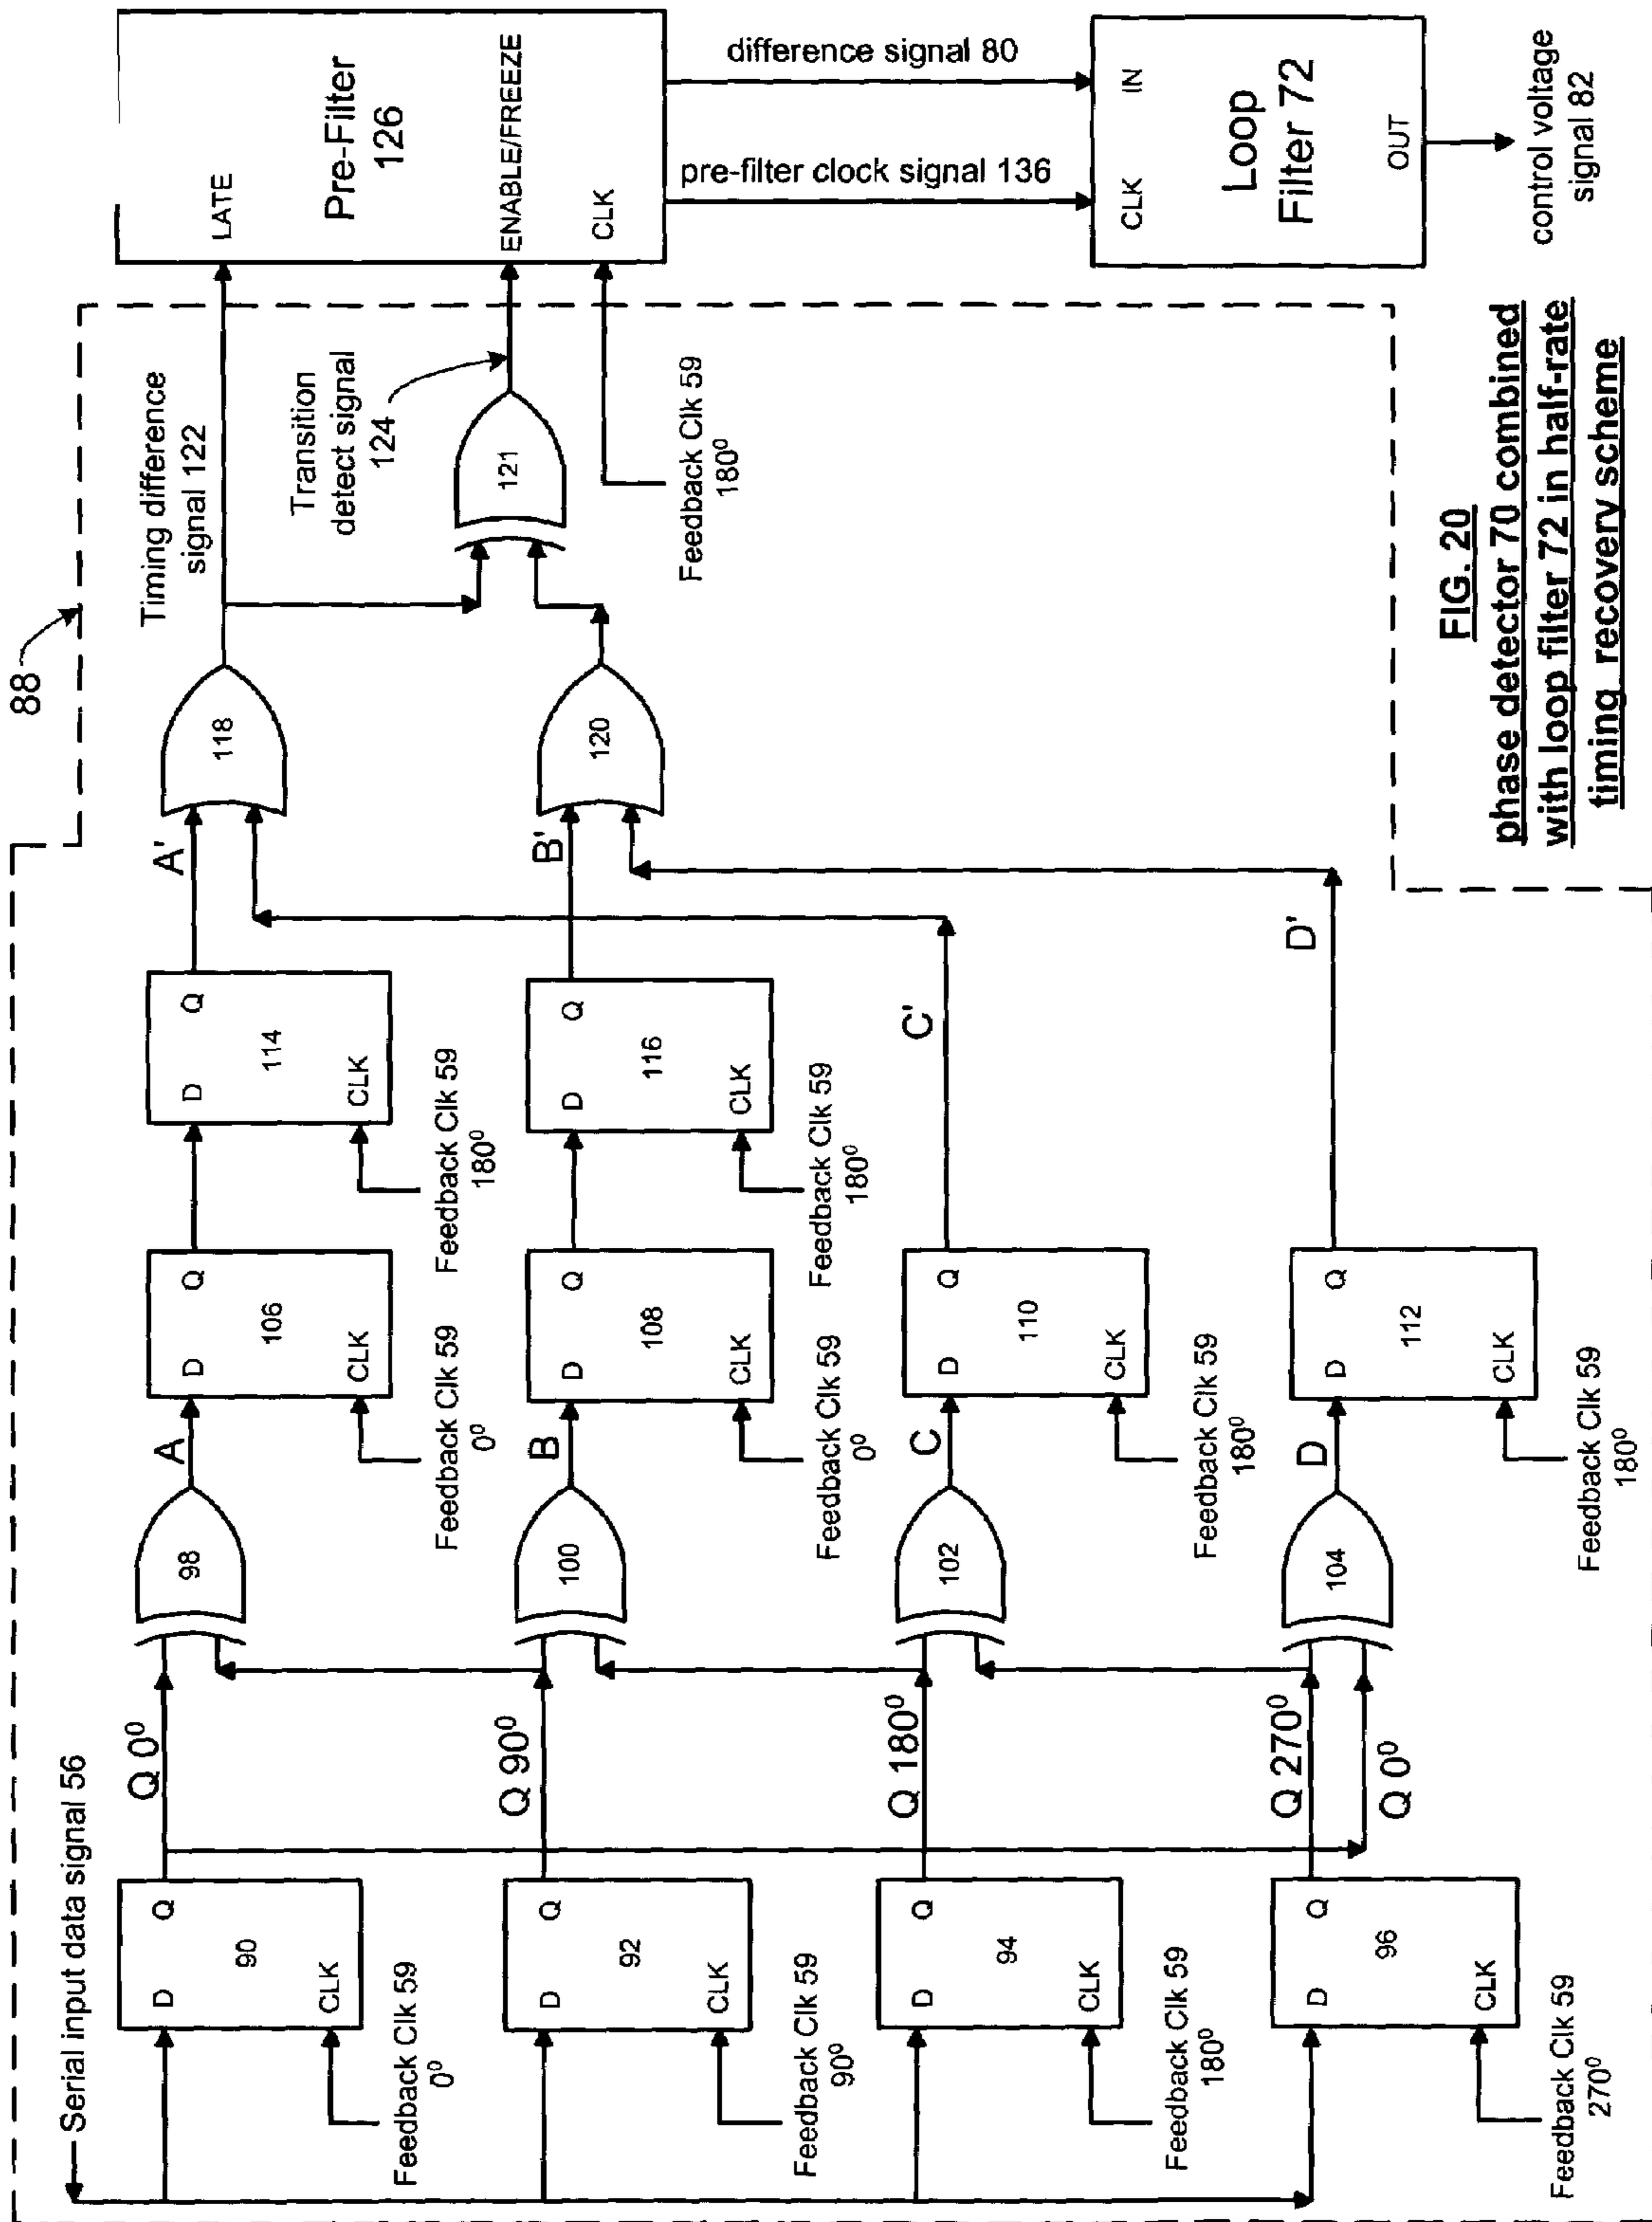 88
Serial input data signal 56
D
Q
90
CLK
Feedback Clk 59
0⁰
Q 0⁰
98
A
D
Q
106
CLK
Feedback Clk 59
0⁰
D
Q
114
CLK
Feedback Clk 59
180⁰
A'
118
Timing difference
signal 122
D
Q
92
CLK
Feedback Clk 59
90⁰
Q 90⁰
100
B
D
Q
108
CLK
Feedback Clk 59
0⁰
D
Q
116
CLK
Feedback Clk 59
180⁰
B'
120
121
Transition
detect signal
124
Feedback Clk 59
180⁰
D
Q
94
CLK
Feedback Clk 59
180⁰
Q 180⁰
102
C
D
Q
110
CLK
Feedback Clk 59
180⁰
C'
D
Q
96
CLK
Feedback Clk 59
270⁰
Q 270⁰
Q 0⁰
104
D
D
Q
112
CLK
Feedback Clk 59
180⁰
D'
LATE
Pre-Filter
126
ENABLE/FREEZE
CLK
difference signal 80
pre-filter clock signal 136
IN
CLK
Loop
Filter 72
OUT
control voltage
signal 82
FIG. 20
phase detector 70 combined
with loop filter 72 in half-rate
timing recovery scheme